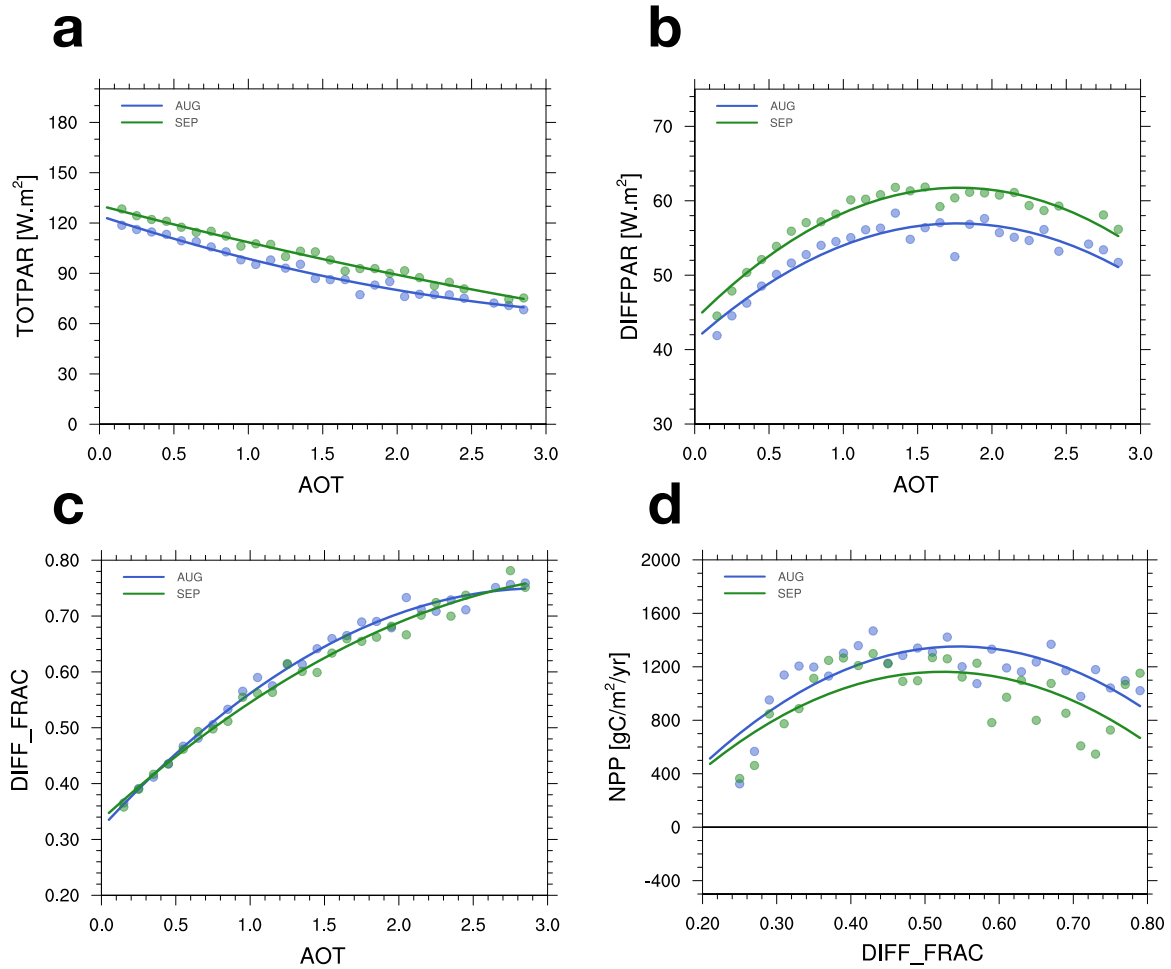 a
TOTPAR [W.m²]
180
150
120
90
60
30
0
AUG
SEP
0.0 0.5 1.0 1.5 2.0 2.5 3.0
AOT
b
DIFFPAR [W.m²]
70
60
50
40
30
AUG
SEP
0.0 0.5 1.0 1.5 2.0 2.5 3.0
AOT
c
DIFF_FRAC
0.80
0.70
0.60
0.50
0.40
0.30
0.20
AUG
SEP
0.0 0.5 1.0 1.5 2.0 2.5 3.0
AOT
d
NPP [gC/m²/yr]
2000
1600
1200
800
400
0
-400
AUG
SEP
0.20 0.30 0.40 0.50 0.60 0.70 0.80
DIFF_FRAC